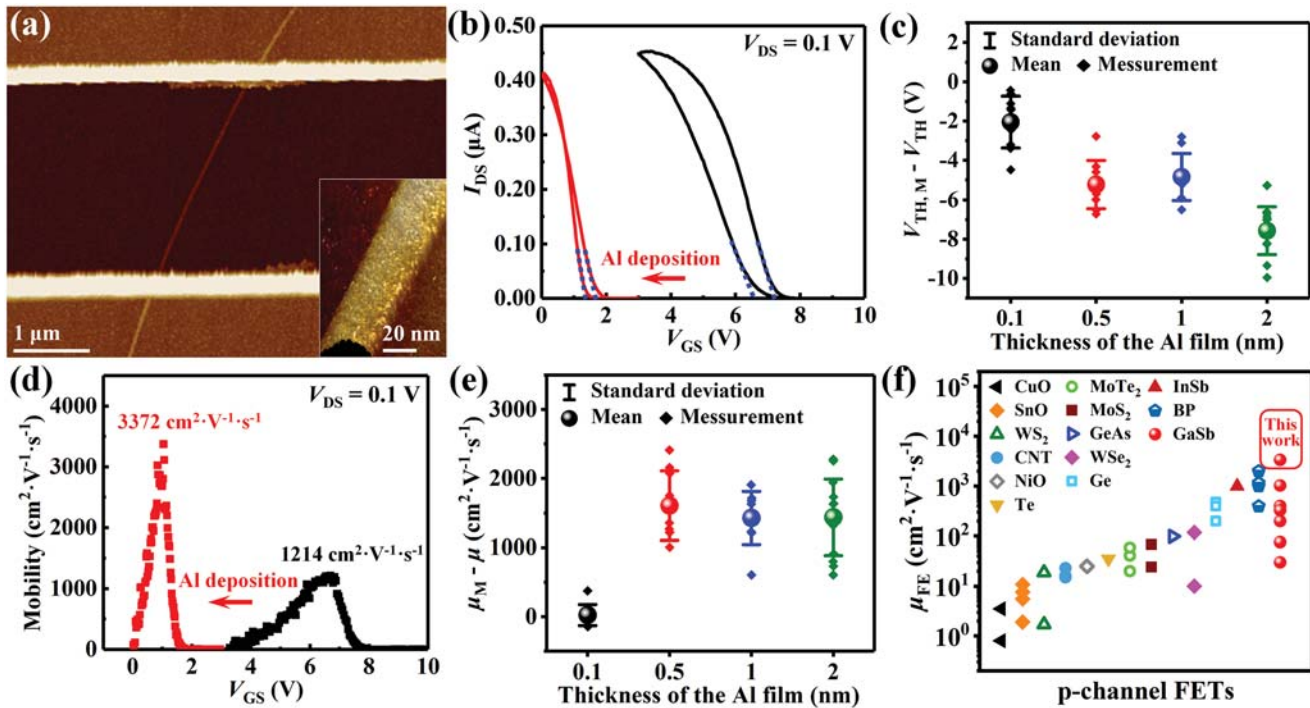 (a)
1 μm
20 nm
(b)
V_DS = 0.1 V
0.50
0.40
0.30
0.20
0.10
0.00
I_DS (μA)
Al deposition
0 2 4 6 8 10
V_GS (V)
(c)
Standard deviation
Mean Messurement
2
0
-2
-4
-6
-8
-10
V_TH, M - V_TH (V)
0.1 0.5 1 2
Thickness of the Al film (nm)
(d)
V_DS = 0.1 V
4000
3000
2000
1000
0
Mobility (cm²·V⁻¹·s⁻¹)
3372 cm²·V⁻¹·s⁻¹
1214 cm²·V⁻¹·s⁻¹
Al deposition
0 2 4 6 8 10
V_GS (V)
(e)
Standard deviation
Mean Messurement
3000
2000
1000
0
μ_M - μ (cm²·V⁻¹·s⁻¹)
0.1 0.5 1 2
Thickness of the Al film (nm)
(f)
10⁵
10⁴
10³
10²
10¹
10⁰
μ_FE (cm²·V⁻¹·s⁻¹)
CuO MoTe₂ InSb
SnO MoS₂ BP
WS₂ GeAs GaSb
CNT WSe₂
NiO Ge
Te
This
work
p-channel FETs